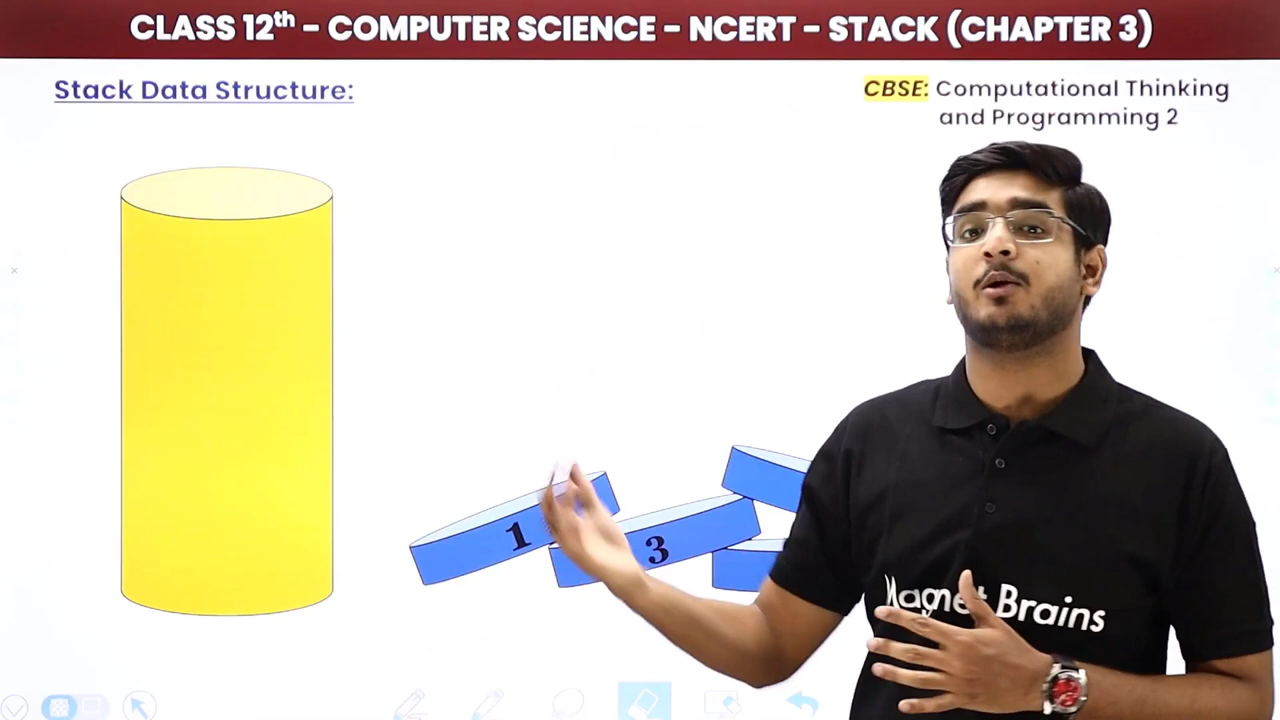 CLASS 12th - COMPUTER SCIENCE - NCERT - STACK (CHAPTER 3)
Stack Data Structure:
CBSE: Computational Thinking
and Programming 2
1
3
Magnet Brains